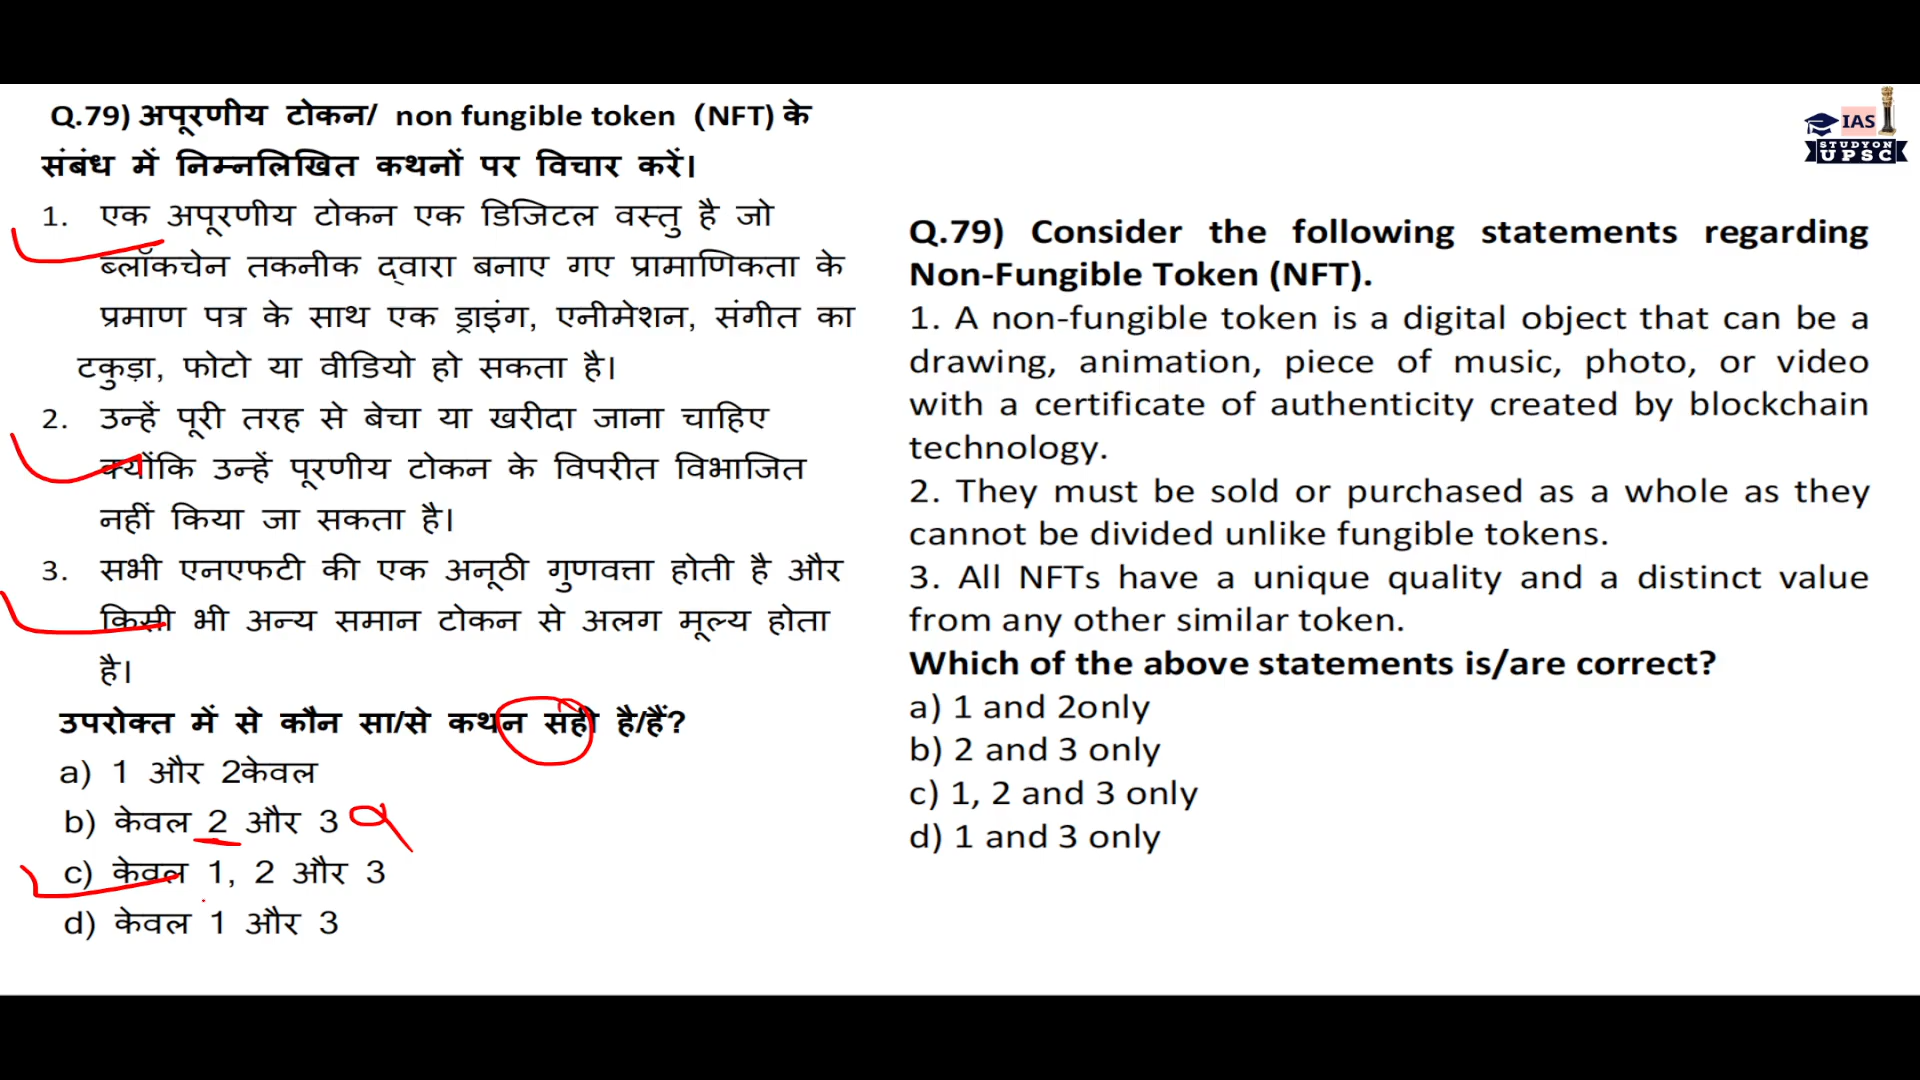 Q.79) अपूरणीय टोकन/ non fungible token (NFT) के
संबंध में निम्नलिखित कथनों पर विचार करें।
1. एक अपूरणीय टोकन एक डिजिटल वस्तु है जो
ब्लॉकचेन तकनीक द्वारा बनाए गए प्रामाणिकता के
प्रमाण पत्र के साथ एक ड्राइंग, एनीमेशन, संगीत का
टकुड़ा, फोटो या वीडियो हो सकता है।
2. उन्हें पूरी तरह से बेचा या खरीदा जाना चाहिए
क्योंकि उन्हें पूरणीय टोकन के विपरीत विभाजित
नहीं किया जा सकता है।
3. सभी एनएफटी की एक अनूठी गुणवत्ता होती है और
किसी भी अन्य समान टोकन से अलग मूल्य होता
है।
उपरोक्त में से कौन सा/से कथन सही है/हैं?
a) 1 और 2केवल
b) केवल 2 और 3
c) केवल 1, 2 और 3
d) केवल 1 और 3
IAS
STUDYON
UPSC
Q.79) Consider the following statements regarding
Non-Fungible Token (NFT).
1. A non-fungible token is a digital object that can be a
drawing, animation, piece of music, photo, or video
with a certificate of authenticity created by blockchain
technology.
2. They must be sold or purchased as a whole as they
cannot be divided unlike fungible tokens.
3. All NFTs have a unique quality and a distinct value
from any other similar token.
Which of the above statements is/are correct?
a) 1 and 2only
b) 2 and 3 only
c) 1, 2 and 3 only
d) 1 and 3 only